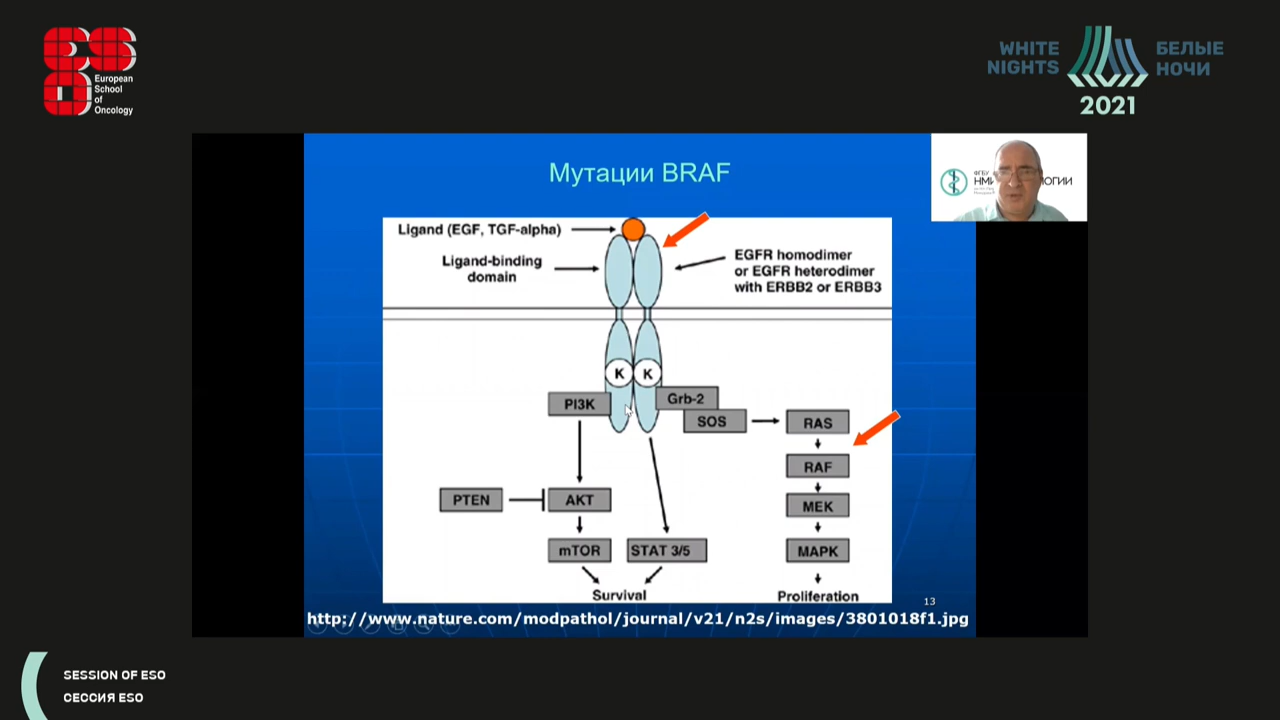 European
School
of
Oncology
WHITE
NIGHTS
БЕЛЫЕ
НОЧИ
2021
Мутации BRAF
ФГБУ
Ligand (EGF, TGF-alpha)
Ligand-binding
domain
EGFR homodimer
or EGFR heterodimer
with ERBB2 or ERBB3
K K
PI3K
Grb-2
SOS
RAS
RAF
PTEN
AKT
MEK
mTOR
STAT 3/5
MAPK
Survival
Proliferation
13
http://www.nature.com/modpathol/journal/v21/n2s/images/3801018f1.jpg
SESSION OF ESO
СЕССИЯ ESO